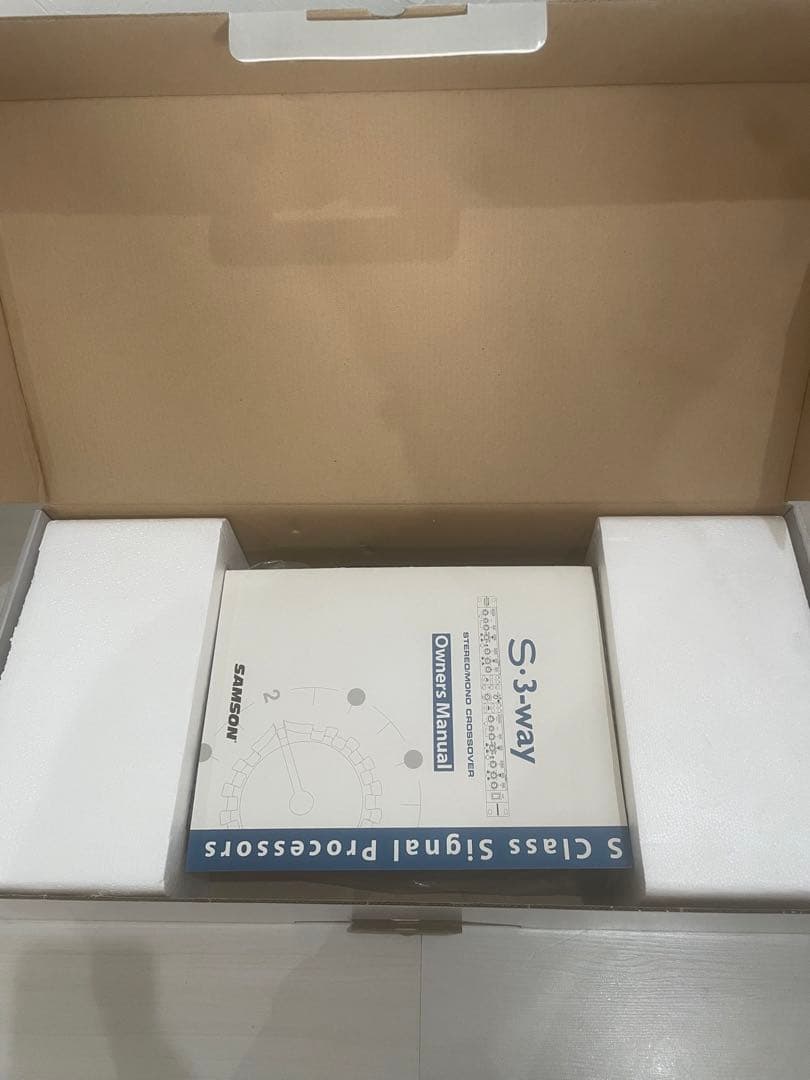 S•3-way
STEREO/MONO CROSSOVER
Owners Manual
2
SAMSON
S Class Signal Processors